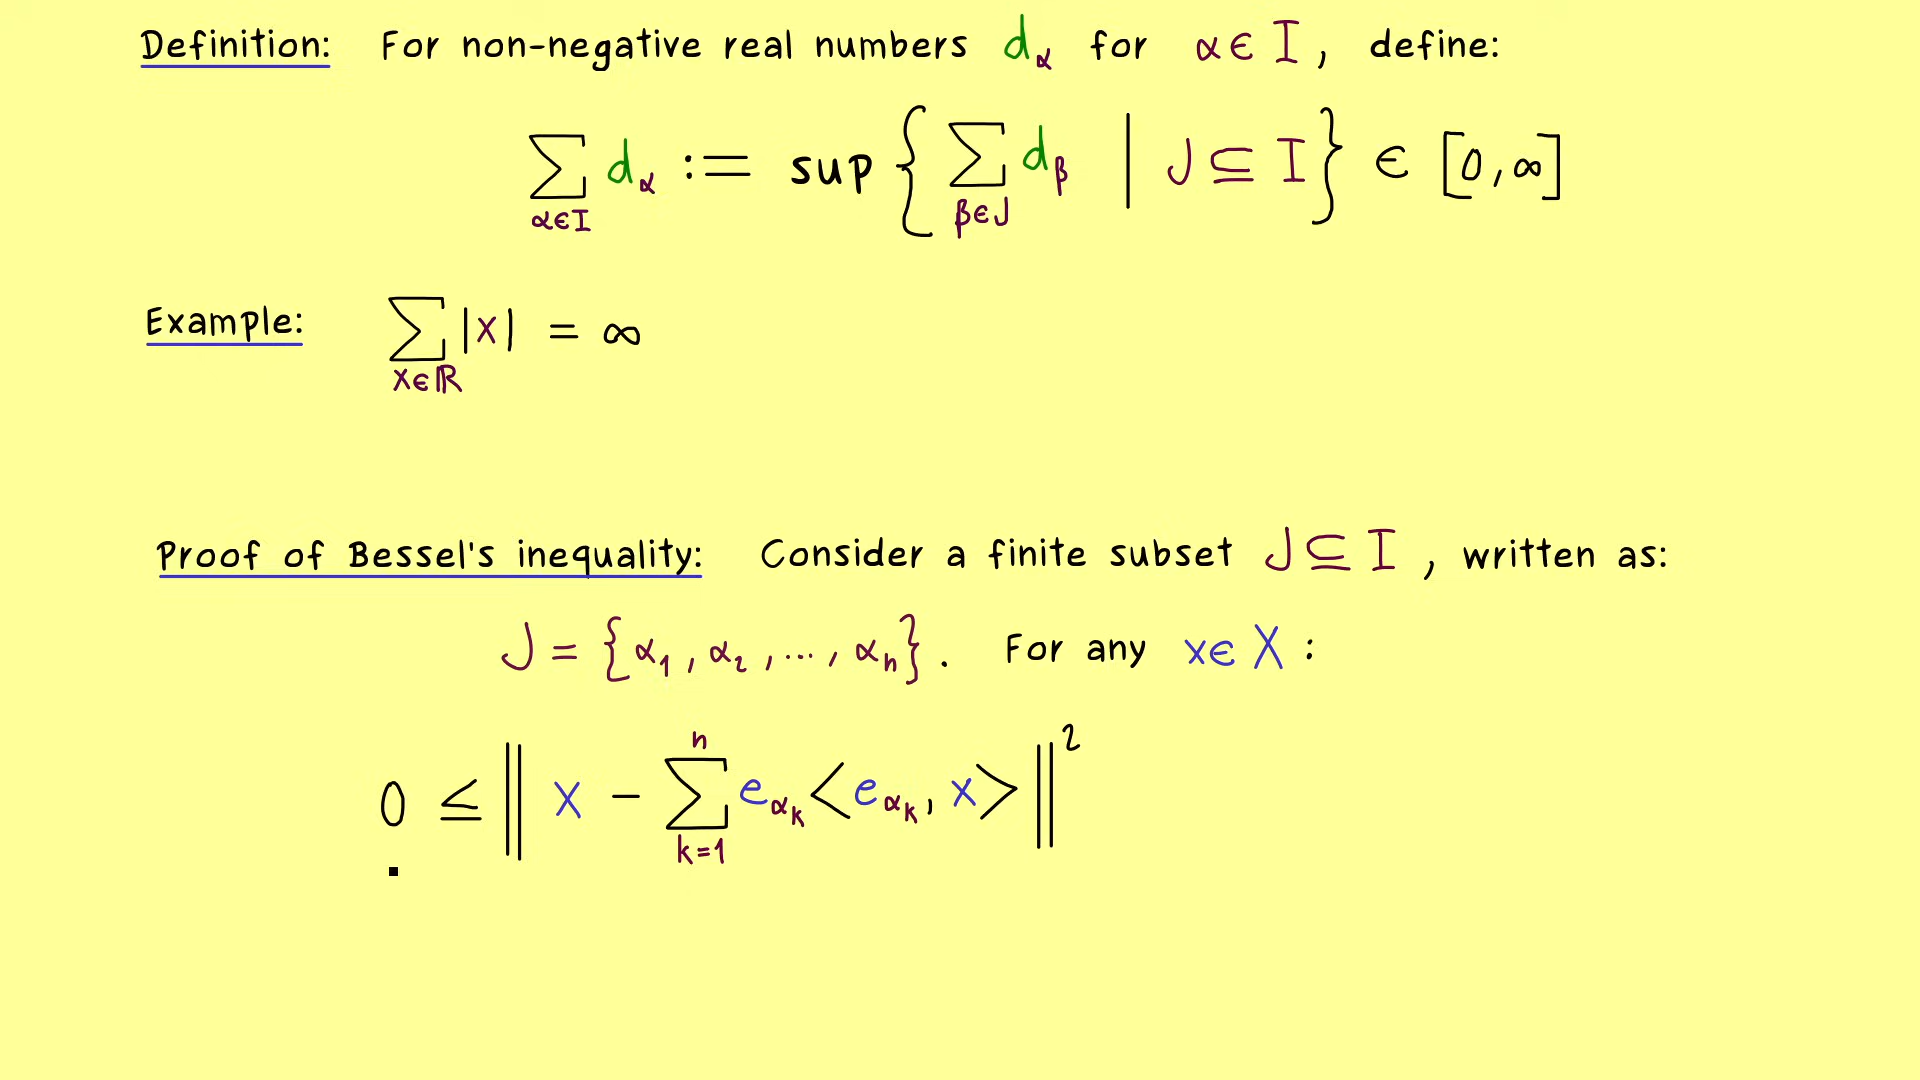 Definition: For non-negative real numbers d_α for α ∈ I, define:
∑_{α∈I} d_α := sup { ∑_{β∈J} d_β | J ⊆ I } ∈ [0, ∞]
Example: ∑_{x∈ℝ} |x| = ∞
Proof of Bessel's inequality: Consider a finite subset J ⊆ I, written as:
J = {α_1, α_2, ..., α_n}. For any x ∈ X:
0 ≤ ‖ x − ∑_{k=1}^{n} e_{α_k} <e_{α_k}, x> ‖^2